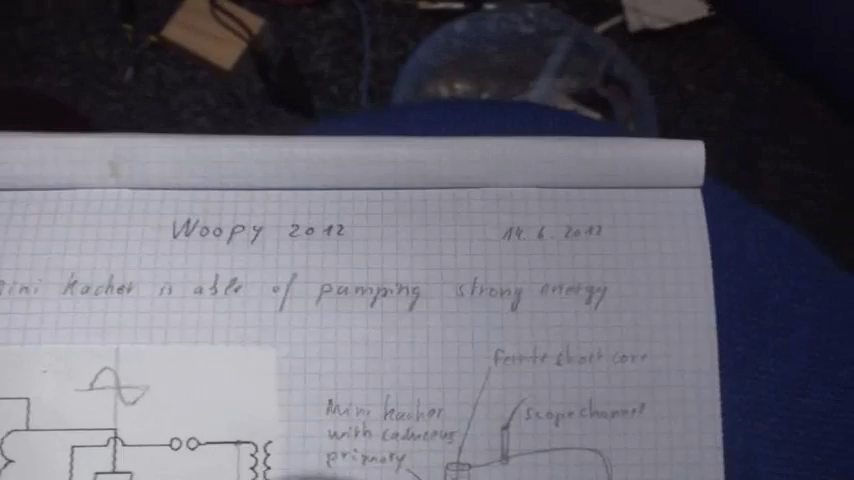 Woopy 2012
14.6.2012
mini kacher is able of pumping strong energy
ferrite short core
Mini kacher
with caduceus
primary
scope channel